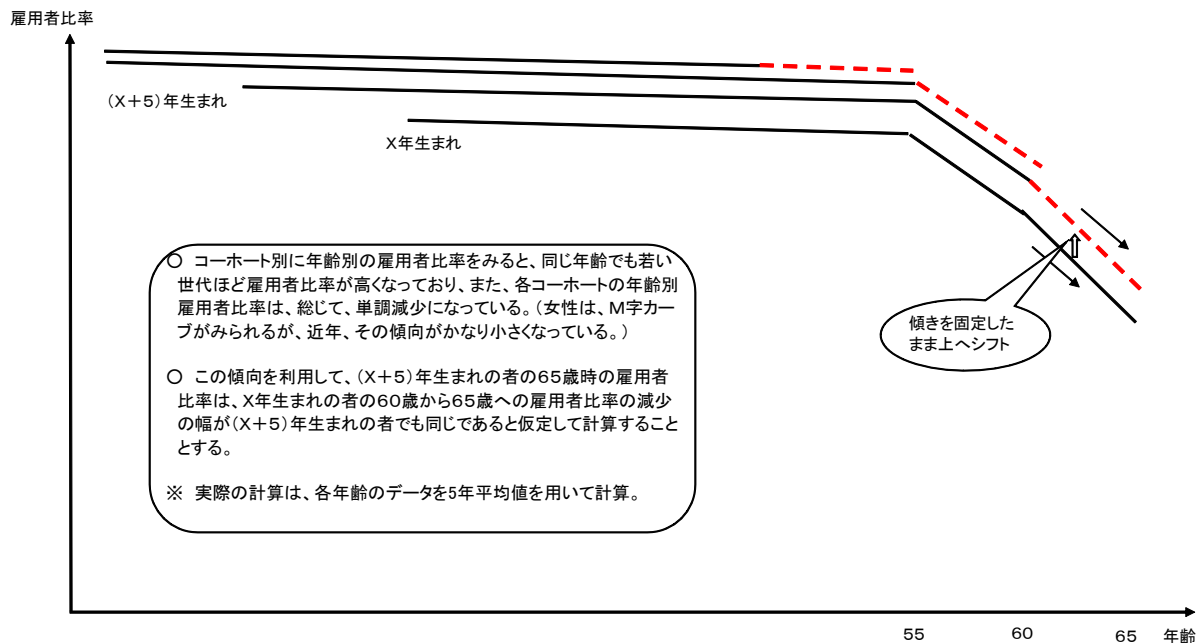 雇用者比率
(X+5)年生まれ
X年生まれ
○ コーホート別に年齢別の雇用者比率をみると、同じ年齢でも若い
世代ほど雇用者比率が高くなっており、また、各コーホートの年齢別
雇用者比率は、総じて、単調減少になっている。(女性は、M字カー
ブがみられるが、近年、その傾向がかなり小さくなっている。)
○ この傾向を利用して、(X+5)年生まれの者の65歳時の雇用者
比率は、X年生まれの者の60歳から65歳への雇用者比率の減少
の幅が(X+5)年生まれの者でも同じであると仮定して計算すること
とする。
※ 実際の計算は、各年齢のデータを5年平均値を用いて計算。
傾きを固定した
まま上へシフト
55 60 65 年齢